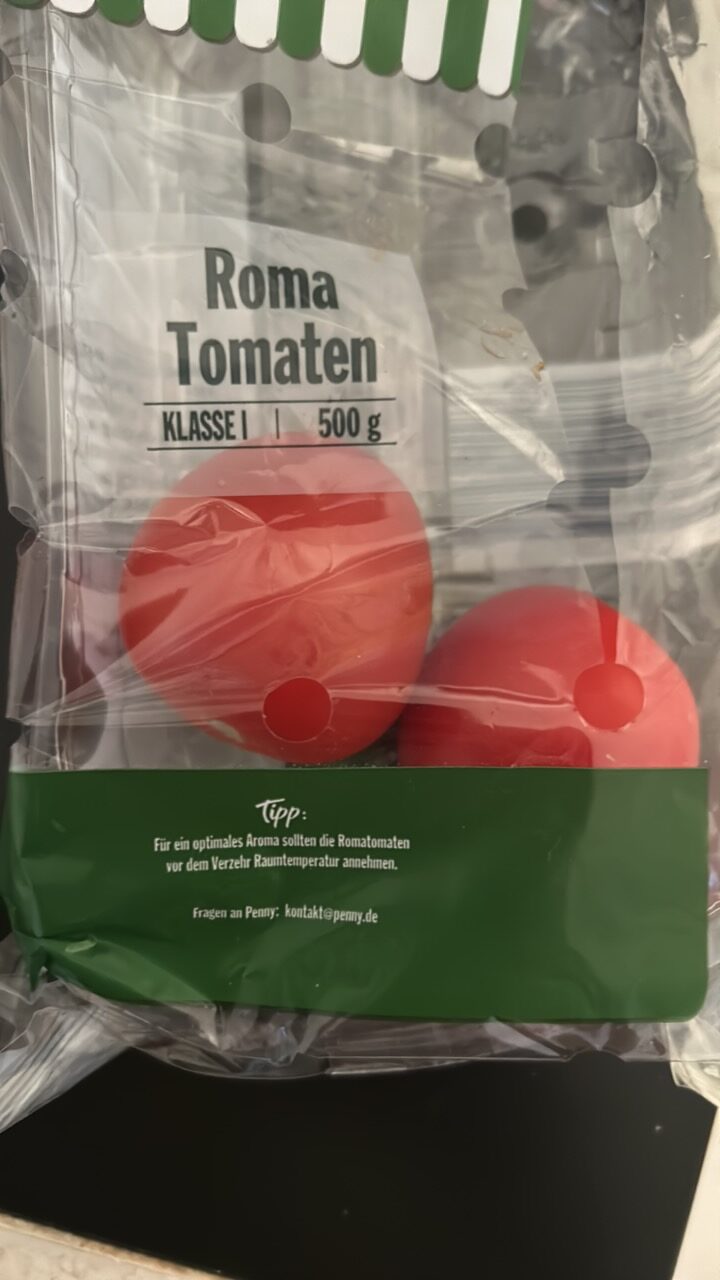 Roma
Tomaten
KLASSE I | 500 g
Tipp:
Für ein optimales Aroma sollten die Romatomaten
vor dem Verzehr Raumtemperatur annehmen.
Fragen an Penny: kontakt@penny.de